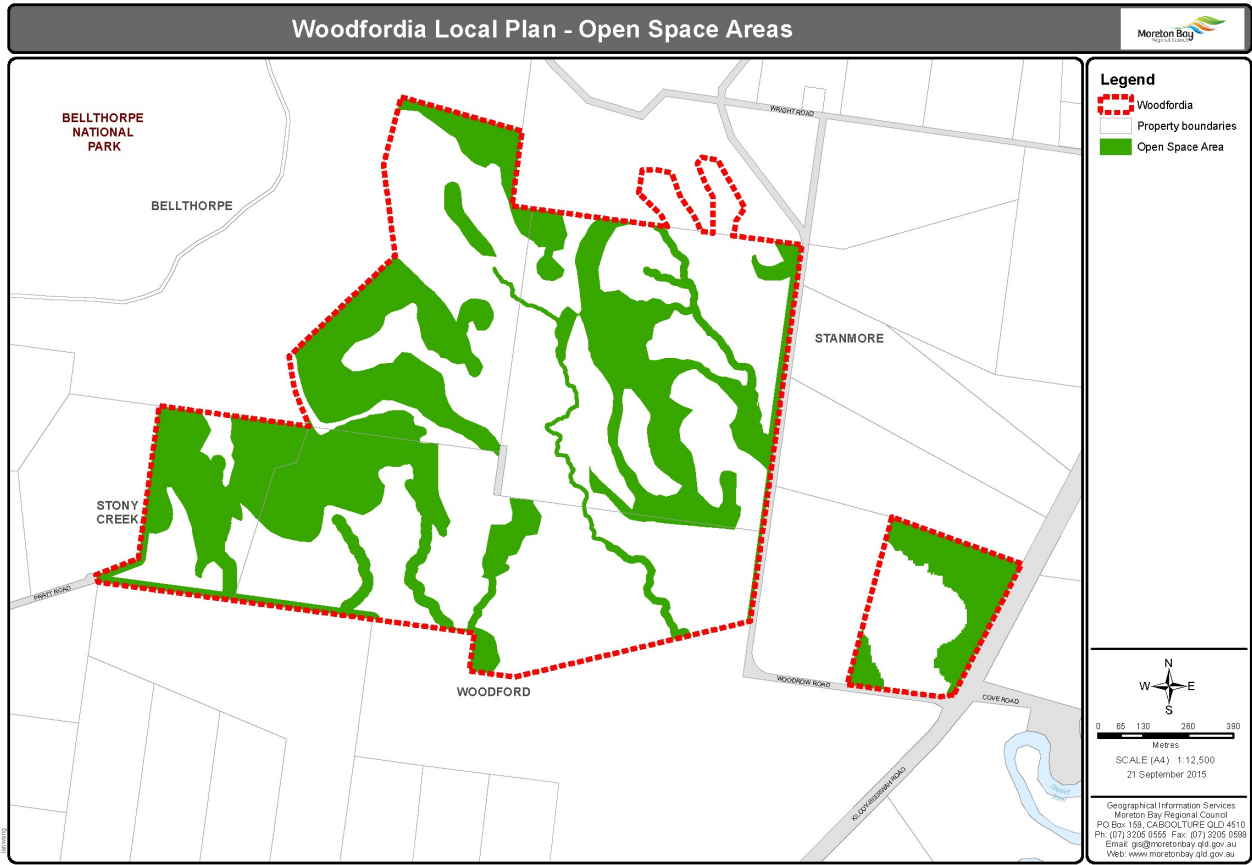 Woodfordia Local Plan - Open Space Areas
Moreton Bay
Regional Council
BELLTHORPE
NATIONAL
PARK
BELLTHORPE
WRIGHT ROAD
STANMORE
STONY
CREEK
PRATT ROAD
WOODFORD
WOODROW ROAD
COVE ROAD
Legend
Woodfordia
Property boundaries
Open Space Area
N
W E
S
0 65 130 260 390
Metres
SCALE (A4) 1:12,500
21 September 2015
Geographical Information Services
Moreton Bay Regional Council
PO Box 159, CABOOLTURE QLD 4510
Ph: (07) 3205 0555 Fax: (07) 3205 0599
Email: gis@moretonbay.qld.gov.au
Web: www.moretonbay.qld.gov.au